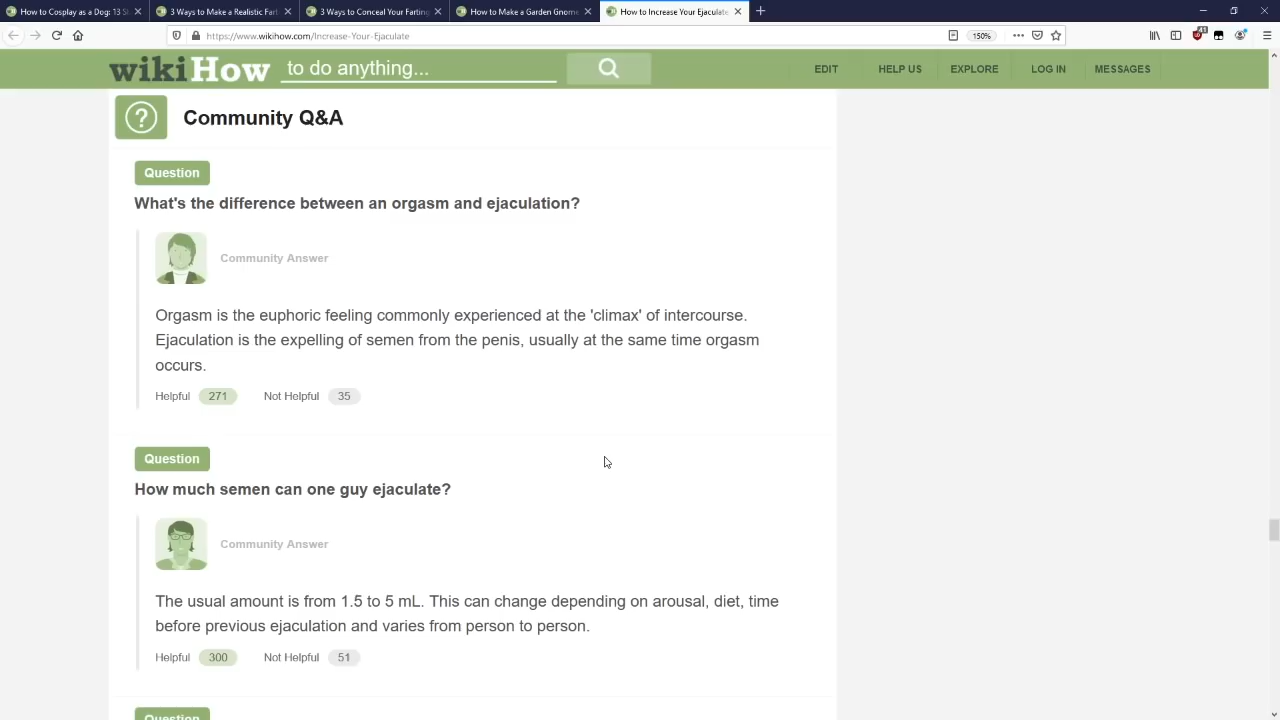 How to Cosplay as a Dog: 13 S
3 Ways to Make a Realistic Fart
3 Ways to Conceal Your Farting
How to Make a Garden Gnome
How to Increase Your Ejaculate
https://www.wikihow.com/Increase-Your-Ejaculate
150%
wikiHow to do anything...
EDIT
HELP US
EXPLORE
LOG IN
MESSAGES
? Community Q&A
Question
What's the difference between an orgasm and ejaculation?
Community Answer
Orgasm is the euphoric feeling commonly experienced at the 'climax' of intercourse.
Ejaculation is the expelling of semen from the penis, usually at the same time orgasm
occurs.
Helpful 271 Not Helpful 35
Question
How much semen can one guy ejaculate?
Community Answer
The usual amount is from 1.5 to 5 mL. This can change depending on arousal, diet, time
before previous ejaculation and varies from person to person.
Helpful 300 Not Helpful 51
Question